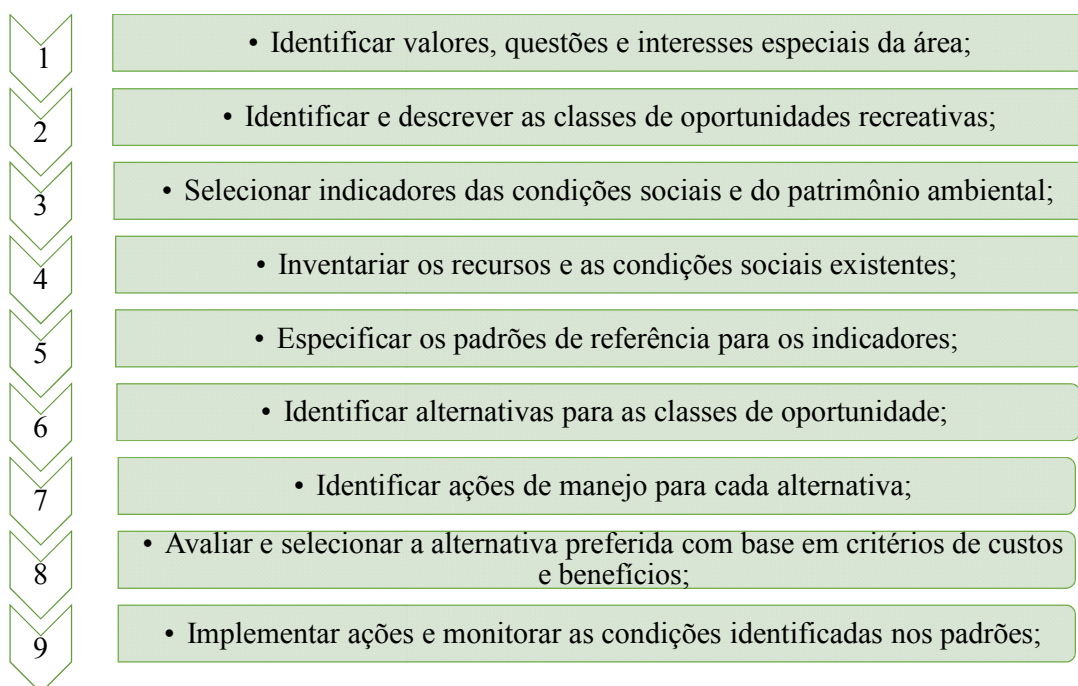 1
• Identificar valores, questões e interesses especiais da área;
2
• Identificar e descrever as classes de oportunidades recreativas;
3
• Selecionar indicadores das condições sociais e do patrimônio ambiental;
4
• Inventariar os recursos e as condições sociais existentes;
5
• Especificar os padrões de referência para os indicadores;
6
• Identificar alternativas para as classes de oportunidade;
7
• Identificar ações de manejo para cada alternativa;
8
• Avaliar e selecionar a alternativa preferida com base em critérios de custos
e benefícios;
9
• Implementar ações e monitorar as condições identificadas nos padrões;